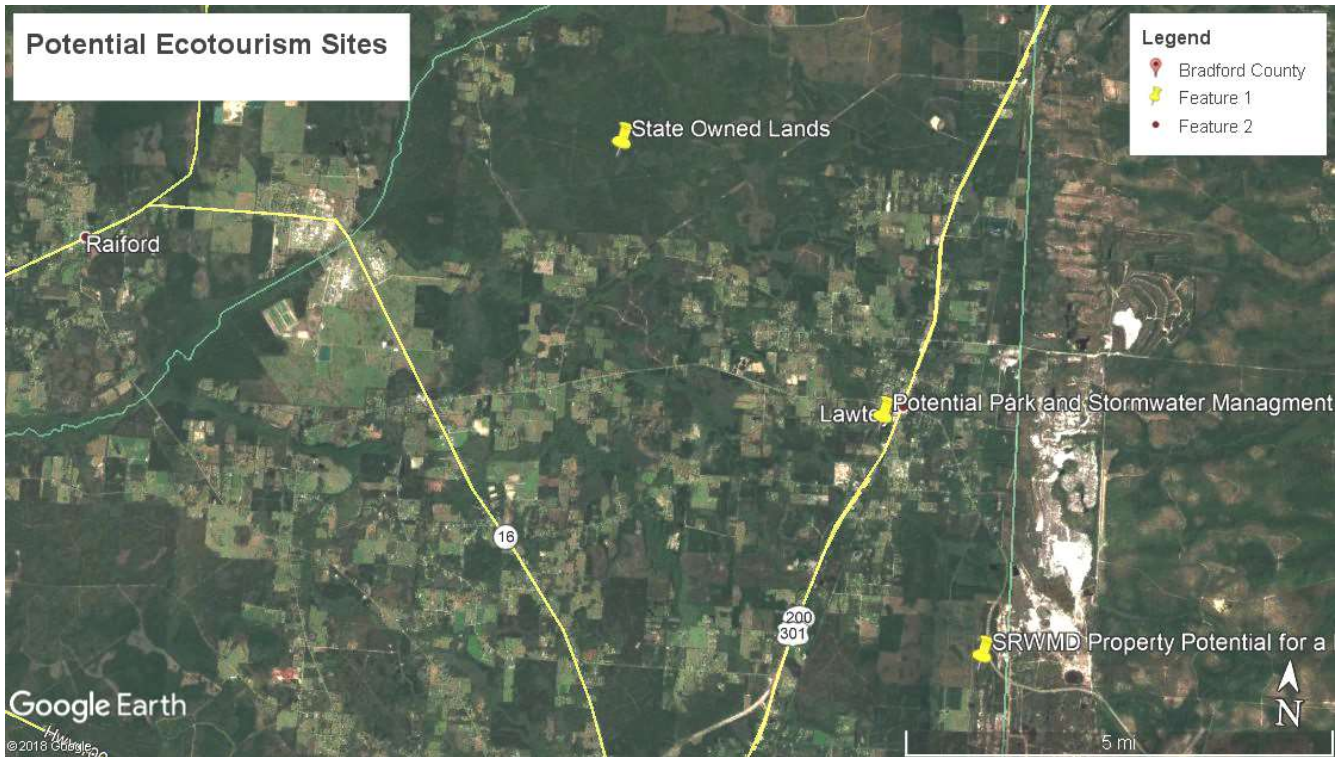 Potential Ecotourism Sites
Legend
Bradford County
Feature 1
Feature 2
State Owned Lands
Raiford
Lawte
Potential Park and Stormwater Managment
16
200
301
SRWMD Property Potential for a
Google Earth
N
© 2018 Google
5 mi